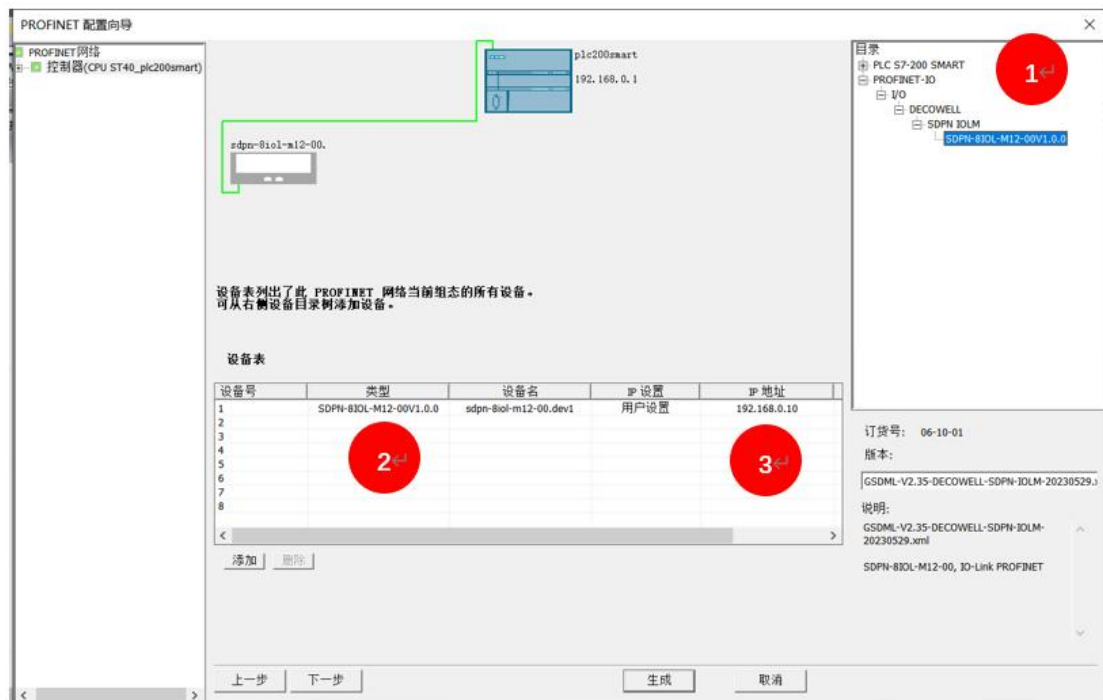 PROFINET 配置向导
PROFINET网络
控制器(CPU ST40_plc200smart)
plc200smart
192.168.0.1
sdpn-8iol-m12-00.
设备表列出了此 PROFINET 网络当前组态的所有设备。
可从右侧设备目录树添加设备。
设备表
设备号 类型 设备名 IP 设置 IP 地址
1 SDPN-8IOL-M12-00V1.0.0 sdpn-8iol-m12-00.dev1 用户设置 192.168.0.10
2
3
4
5
6
7
8
2
3
添加 删除
目录
PLC S7-200 SMART
PROFINET-IO
I/O
DECOWELL
SDPN IOLM
SDPN-8IOL-M12-00V1.0.0
1
订货号: 06-10-01
版本:
GSDML-V2.35-DECOWELL-SDPN-IOLM-20230529.
说明:
GSDML-V2.35-DECOWELL-SDPN-IOLM-
20230529.xml
SDPN-8IOL-M12-00, IO-Link PROFINET
上一步 下一步 生成 取消